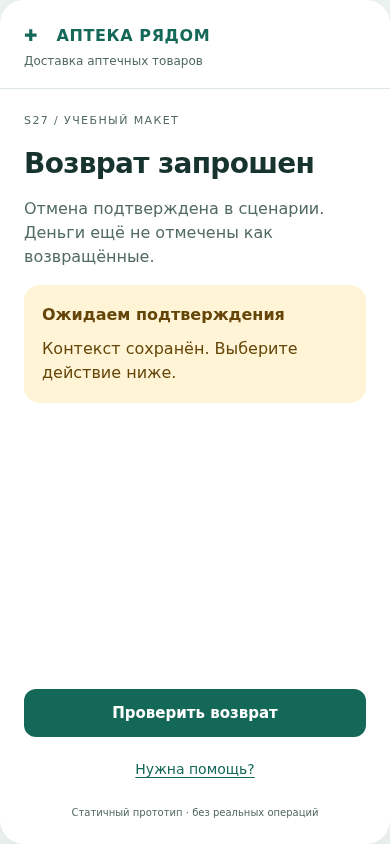 ✚ АПТЕКА РЯДОМ
Доставка аптечных товаров
S27 / УЧЕБНЫЙ МАКЕТ
Возврат запрошен
Отмена подтверждена в сценарии.
Деньги ещё не отмечены как
возвращённые.
Ожидаем подтверждения
Контекст сохранён. Выберите
действие ниже.
Проверить возврат
Нужна помощь?
Статичный прототип · без реальных операций